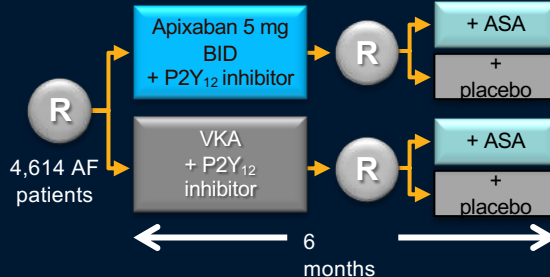 Apixaban 5 mg
BID
+ P2Y₁₂ inhibitor
R
+ ASA
+
placebo
R
4,614 AF
patients
VKA
+ P2Y₁₂
inhibitor
R
+ ASA
+
placebo
6
months